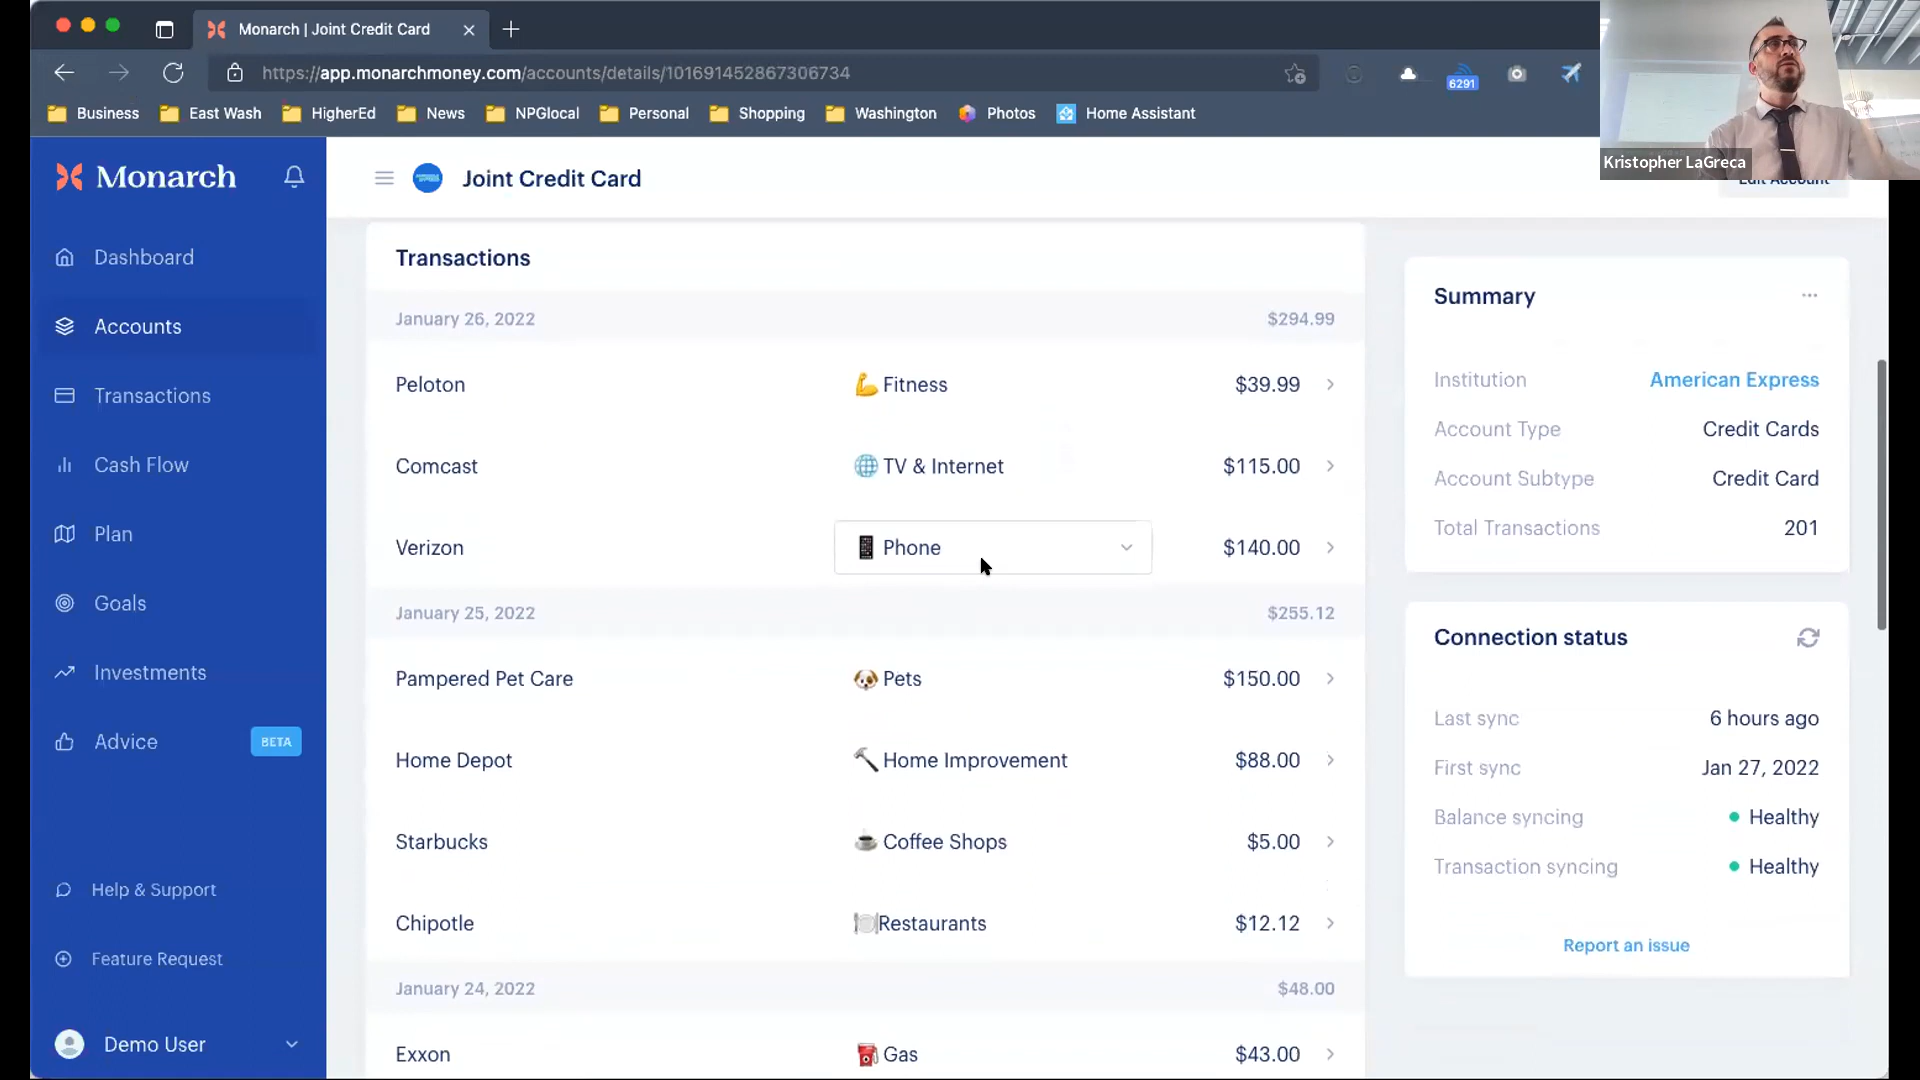 Monarch | Joint Credit Card
https://app.monarchmoney.com/accounts/details/101691452867306734
6291
Business East Wash HigherEd News NPGlocal Personal Shopping Washington Photos Home Assistant
Kristopher LaGreca
Monarch
Dashboard
Accounts
Transactions
Cash Flow
Plan
Goals
Investments
Advice BETA
Help & Support
Feature Request
Demo User
Joint Credit Card
Edit Account
Transactions
January 26, 2022 $294.99
Peloton 💪 Fitness $39.99
Comcast 🌐 TV & Internet $115.00
Verizon 📱 Phone $140.00
January 25, 2022 $255.12
Pampered Pet Care 🐶 Pets $150.00
Home Depot 🔨 Home Improvement $88.00
Starbucks ☕ Coffee Shops $5.00
Chipotle 🍽 Restaurants $12.12
January 24, 2022 $48.00
Exxon ⛽ Gas $43.00
Summary
Institution American Express
Account Type Credit Cards
Account Subtype Credit Card
Total Transactions 201
Connection status
Last sync 6 hours ago
First sync Jan 27, 2022
Balance syncing Healthy
Transaction syncing Healthy
Report an issue